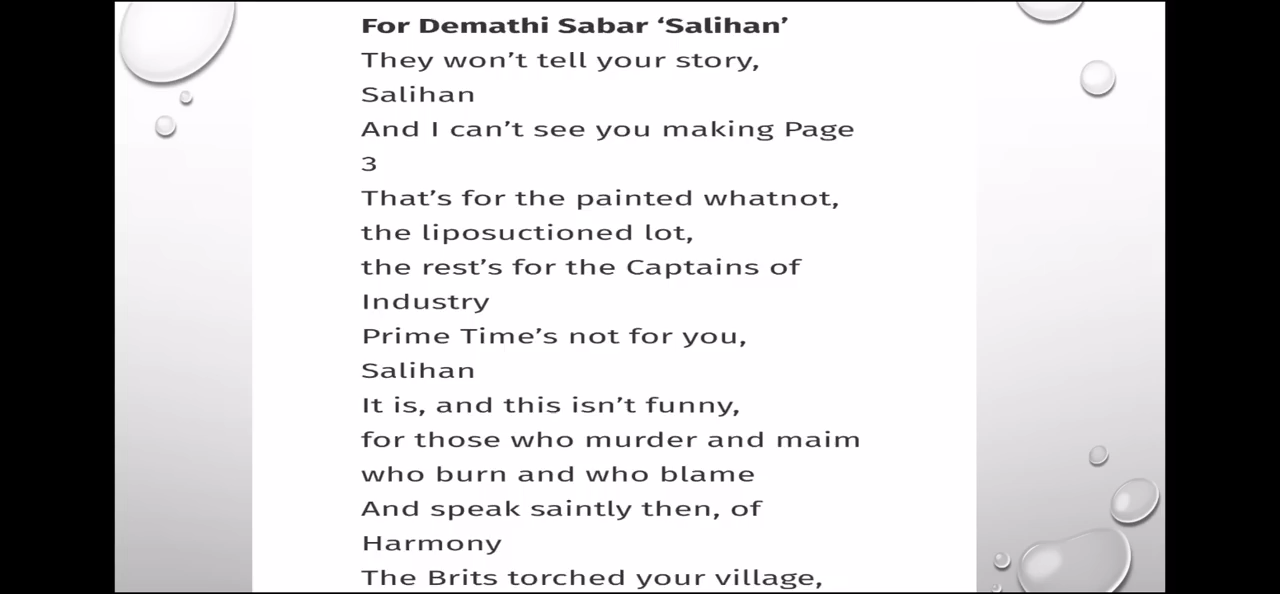 For Demathi Sabar ‘Salihan’
They won’t tell your story,
Salihan
And I can’t see you making Page
3
That’s for the painted whatnot,
the liposuctioned lot,
the rest’s for the Captains of
Industry
Prime Time’s not for you,
Salihan
It is, and this isn’t funny,
for those who murder and maim
who burn and who blame
And speak saintly then, of
Harmony
The Brits torched your village,